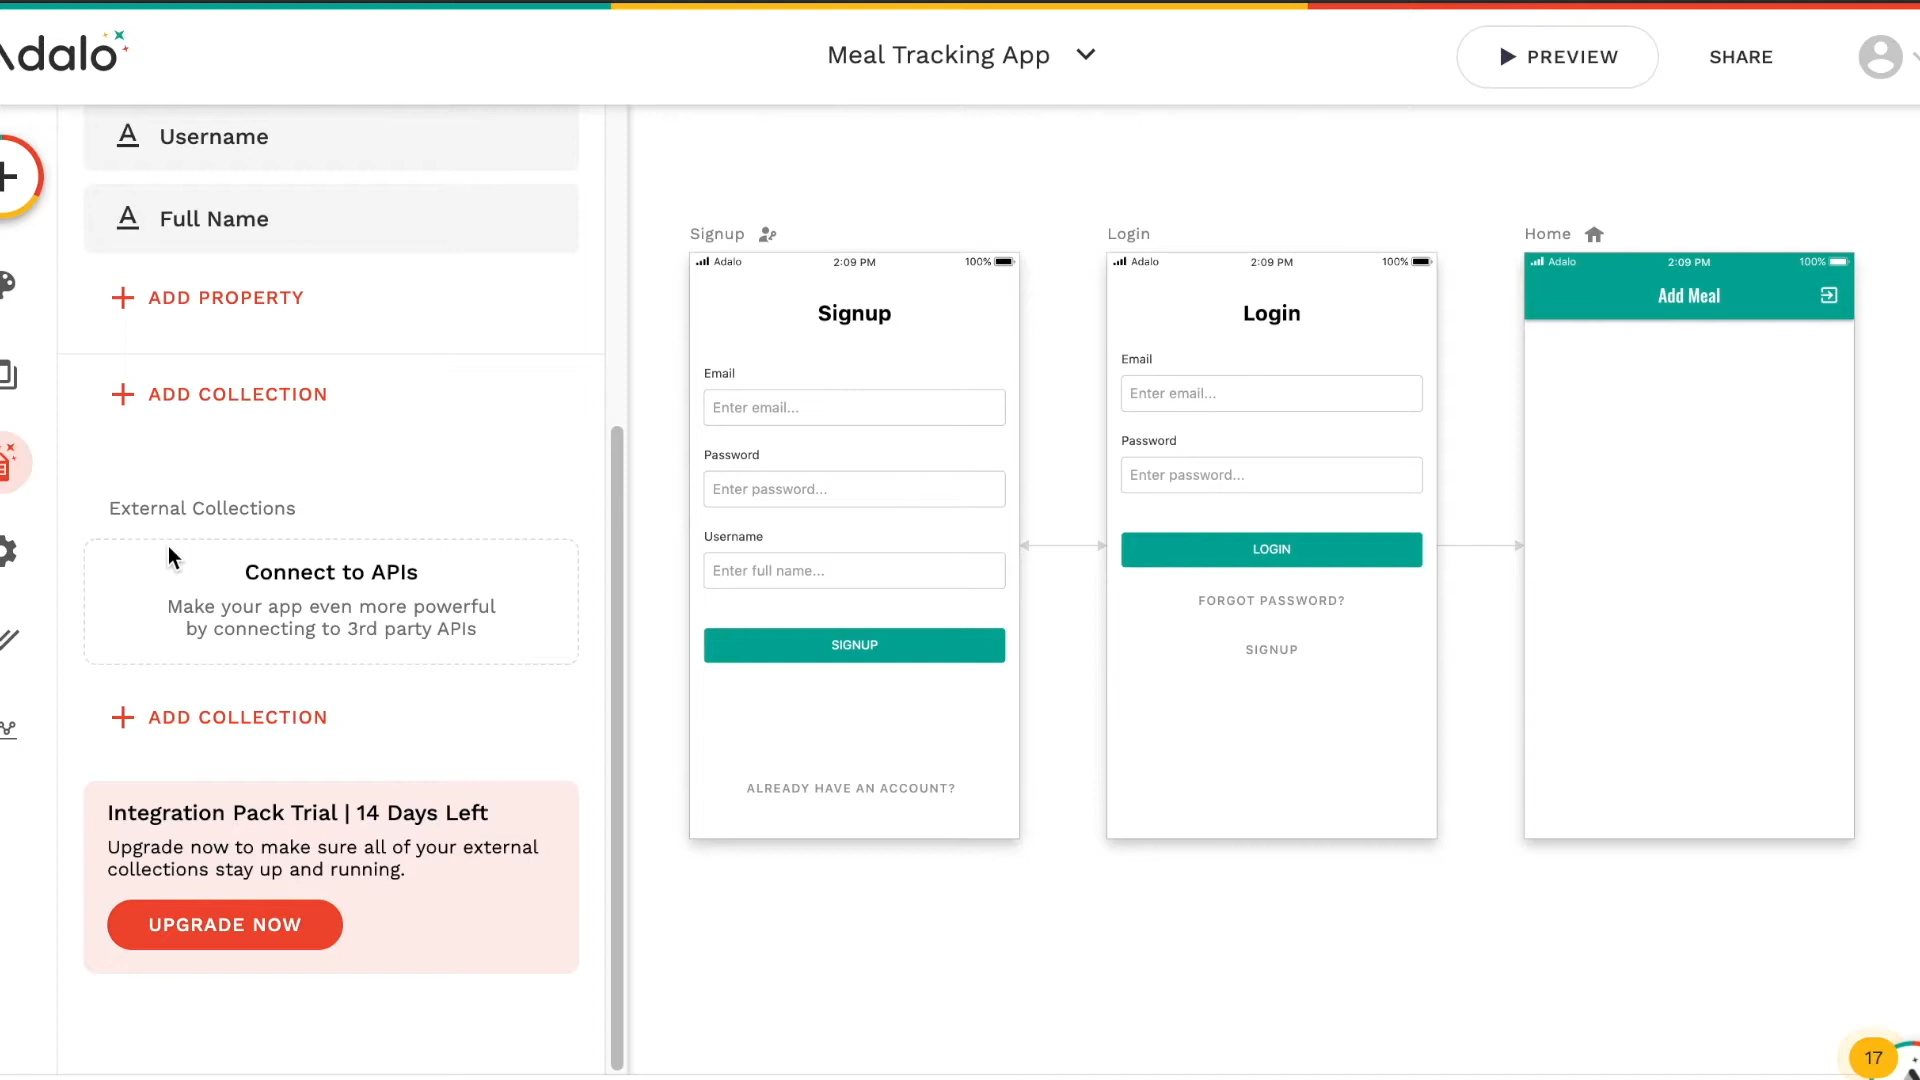 Adalo
Meal Tracking App
PREVIEW
SHARE
Username
Full Name
ADD PROPERTY
ADD COLLECTION
External Collections
Connect to APIs
Make your app even more powerful
by connecting to 3rd party APIs
ADD COLLECTION
Integration Pack Trial | 14 Days Left
Upgrade now to make sure all of your external
collections stay up and running.
UPGRADE NOW
Signup
Adalo 2:09 PM 100%
Signup
Email
Enter email...
Password
Enter password...
Username
Enter full name...
SIGNUP
ALREADY HAVE AN ACCOUNT?
Login
Adalo 2:09 PM 100%
Login
Email
Enter email...
Password
Enter password...
LOGIN
FORGOT PASSWORD?
SIGNUP
Home
Adalo 2:09 PM 100%
Add Meal
17